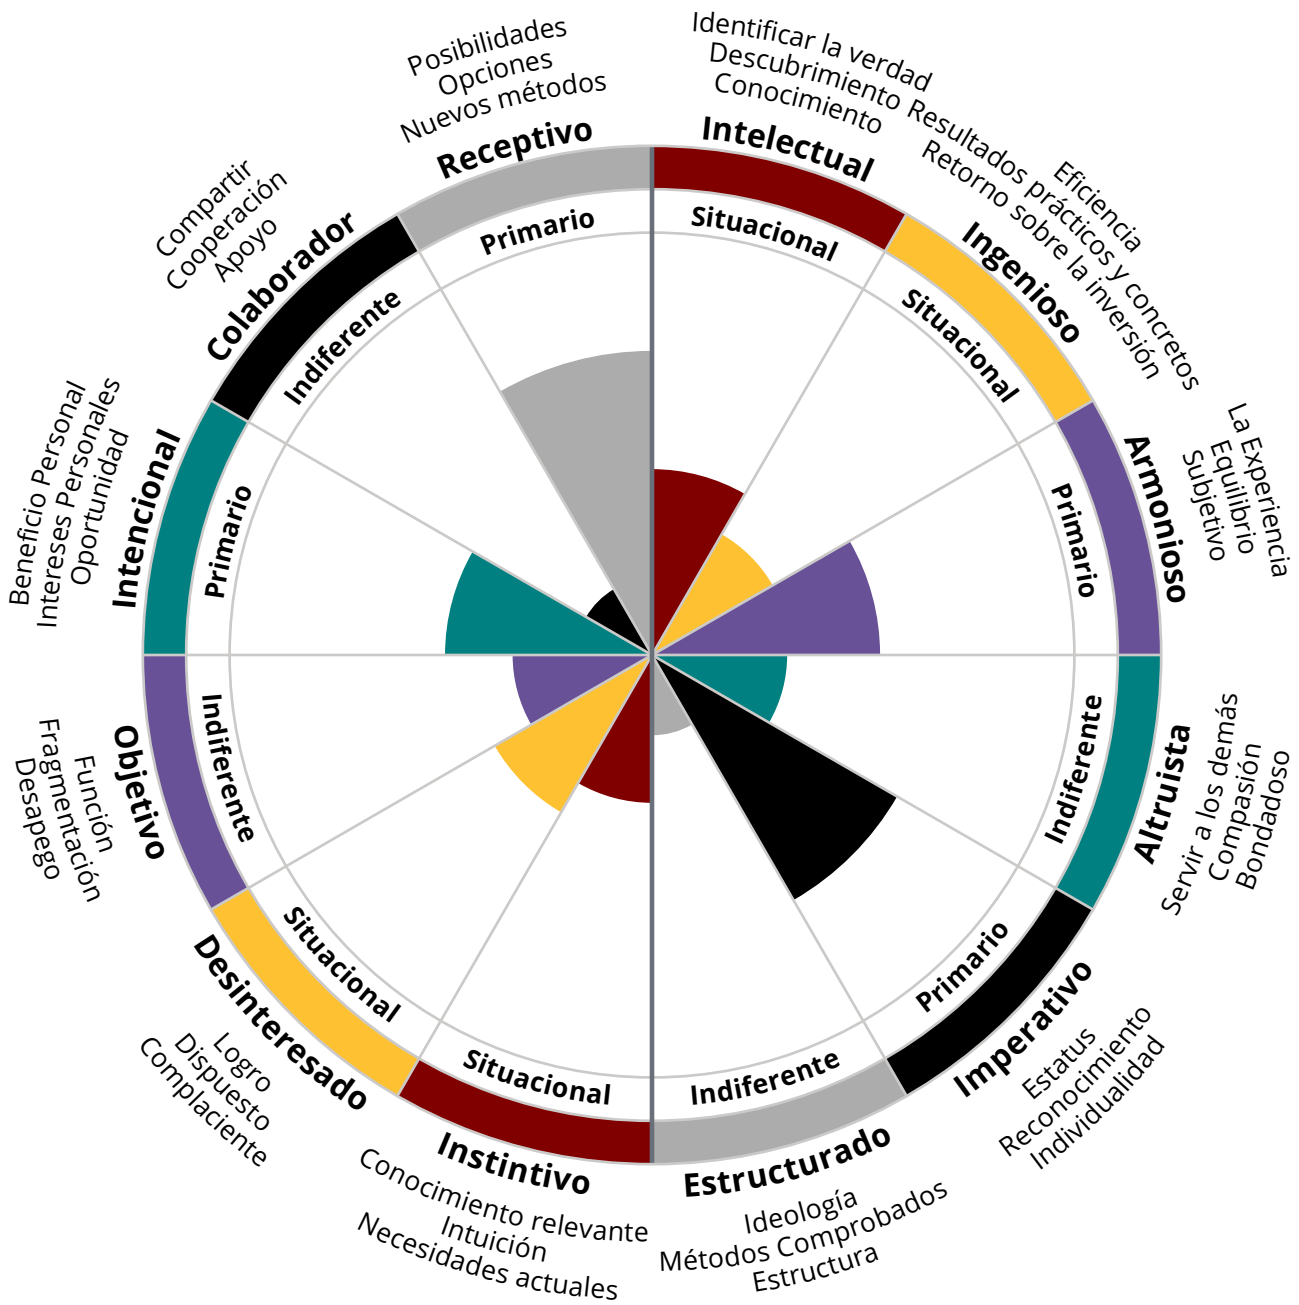 Identificar la verdad
Descubrimiento
Conocimiento
Intelectual
Situacional
Eficiencia
Resultados prácticos y concretos
Retorno sobre la inversión
Ingenioso
Situacional
La Experiencia
Equilibrio
Subjetivo
Armonioso
Primario
Altruista
Indiferente
Servir a los demás
Compasión
Bondadoso
Imperativo
Primario
Estatus
Reconocimiento
Individualidad
Indiferente
Estructurado
Ideología
Métodos Comprobados
Estructura
Situacional
Instintivo
Conocimiento relevante
Intuición
Necesidades actuales
Situacional
Desinteresado
Logro
Dispuesto
Complaciente
Indiferente
Objetivo
Función
Fragmentación
Desapego
Beneficio Personal
Intereses Personales
Oportunidad
Intencional
Primario
Compartir
Cooperación
Apoyo
Colaborador
Indiferente
Posibilidades
Opciones
Nuevos métodos
Receptivo
Primario